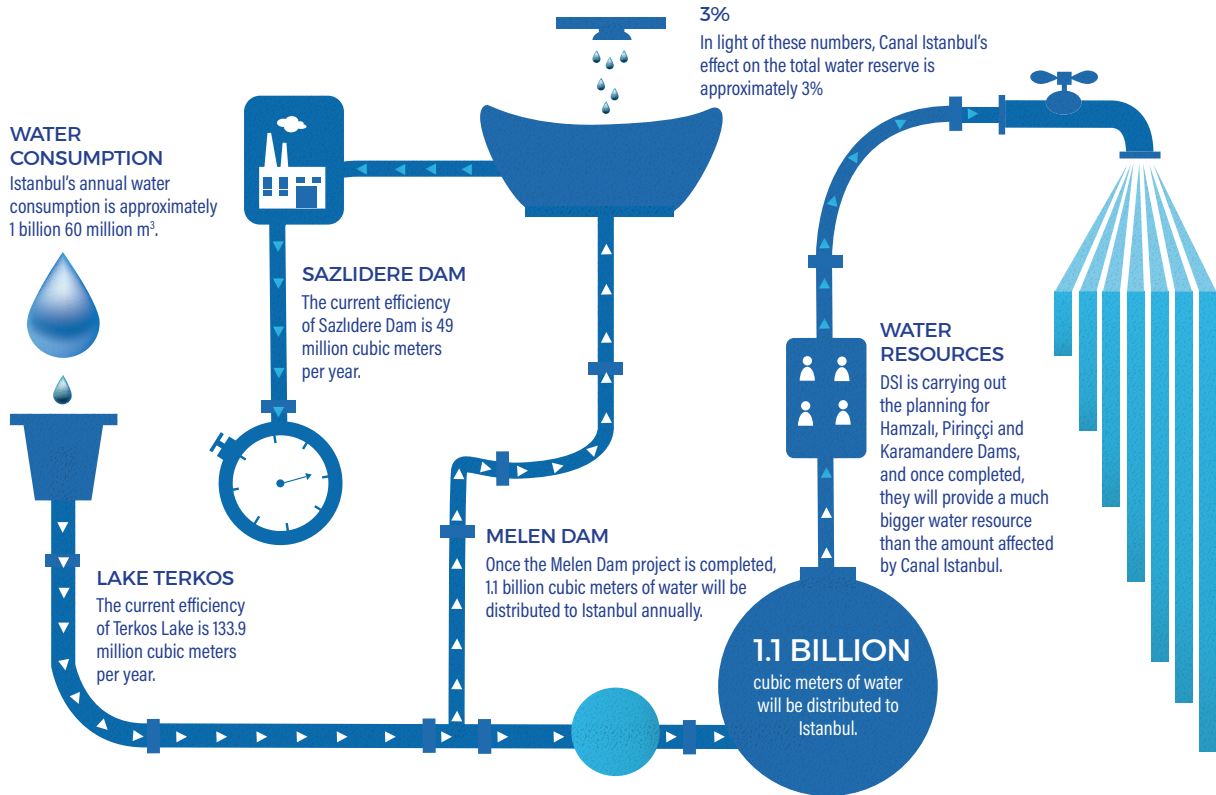 WATER
CONSUMPTION
Istanbul's annual water
consumption is approximately
1 billion 60 million m³.
3%
In light of these numbers, Canal Istanbul's
effect on the total water reserve is
approximately 3%
SAZLIDERE DAM
The current efficiency
of Sazlıdere Dam is 49
million cubic meters
per year.
WATER
RESOURCES
DSI is carrying out
the planning for
Hamzalı, Pirinççi and
Karamandere Dams,
and once completed,
they will provide a much
bigger water resource
than the amount affected
by Canal Istanbul.
MELEN DAM
Once the Melen Dam project is completed,
1.1 billion cubic meters of water will be
distributed to Istanbul annually.
LAKE TERKOS
The current efficiency
of Terkos Lake is 133.9
million cubic meters
per year.
1.1 BILLION
cubic meters of water
will be distributed to
Istanbul.